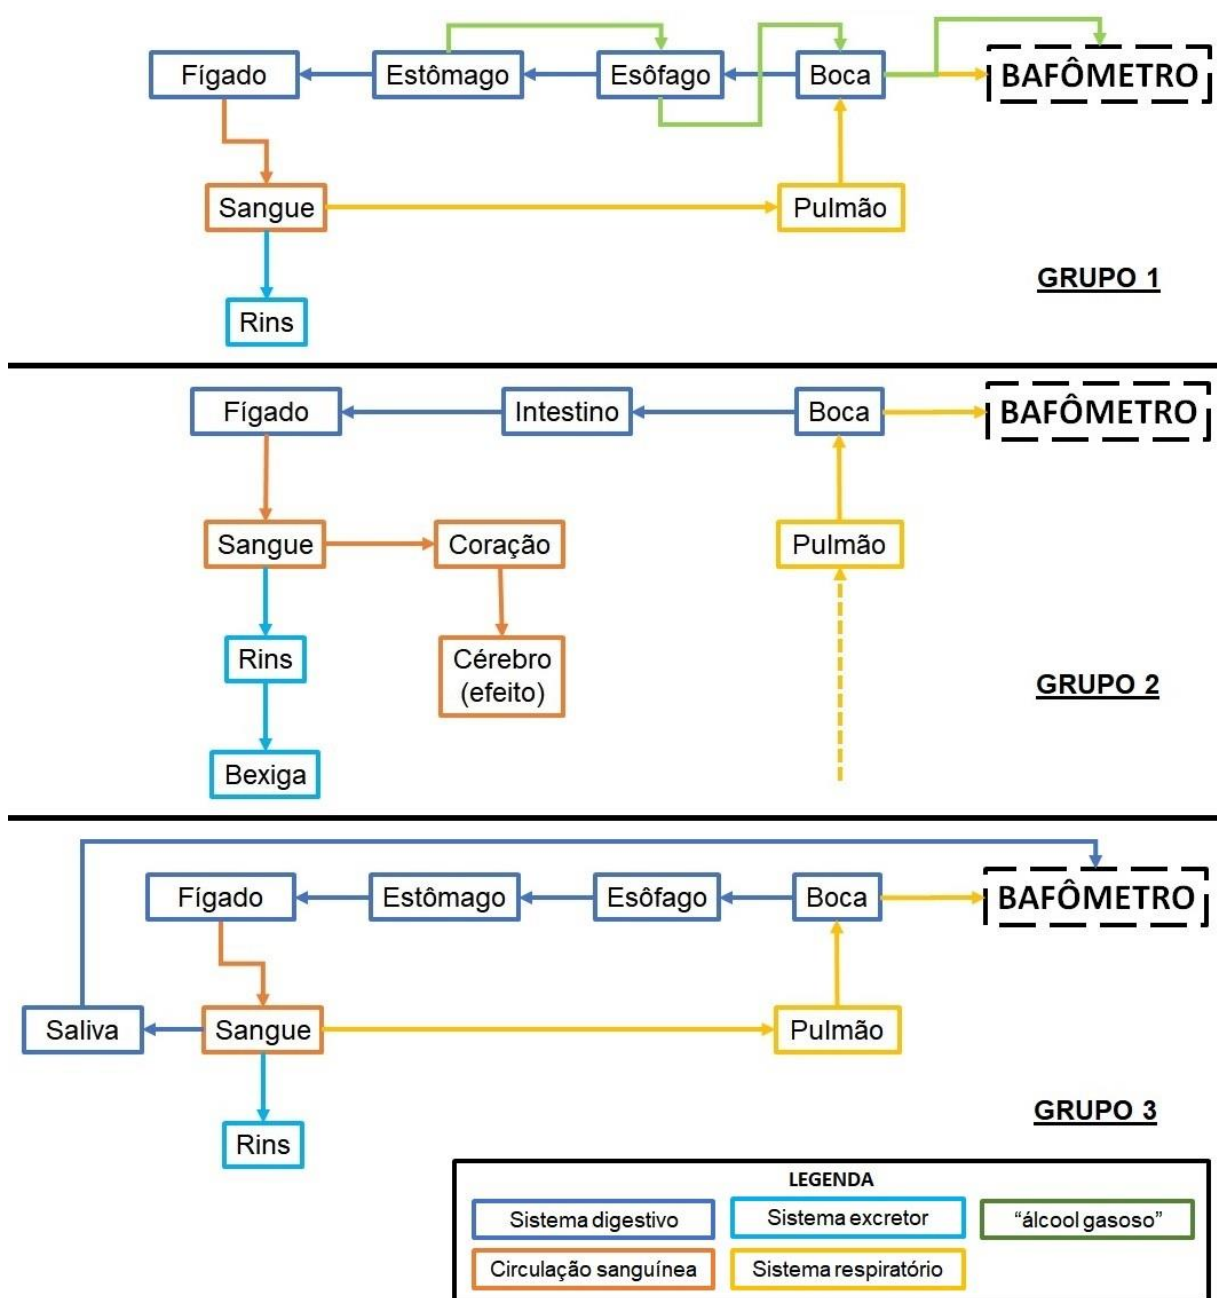 Fígado Estômago Esôfago Boca BAFÔMETRO
Sangue Pulmão
GRUPO 1
Rins
Fígado Intestino Boca BAFÔMETRO
Sangue Coração Pulmão
Rins Cérebro
(efeito)
GRUPO 2
Bexiga
Fígado Estômago Esôfago Boca BAFÔMETRO
Saliva Sangue Pulmão
GRUPO 3
Rins
LEGENDA
Sistema digestivo Sistema excretor “álcool gasoso”
Circulação sanguínea Sistema respiratório